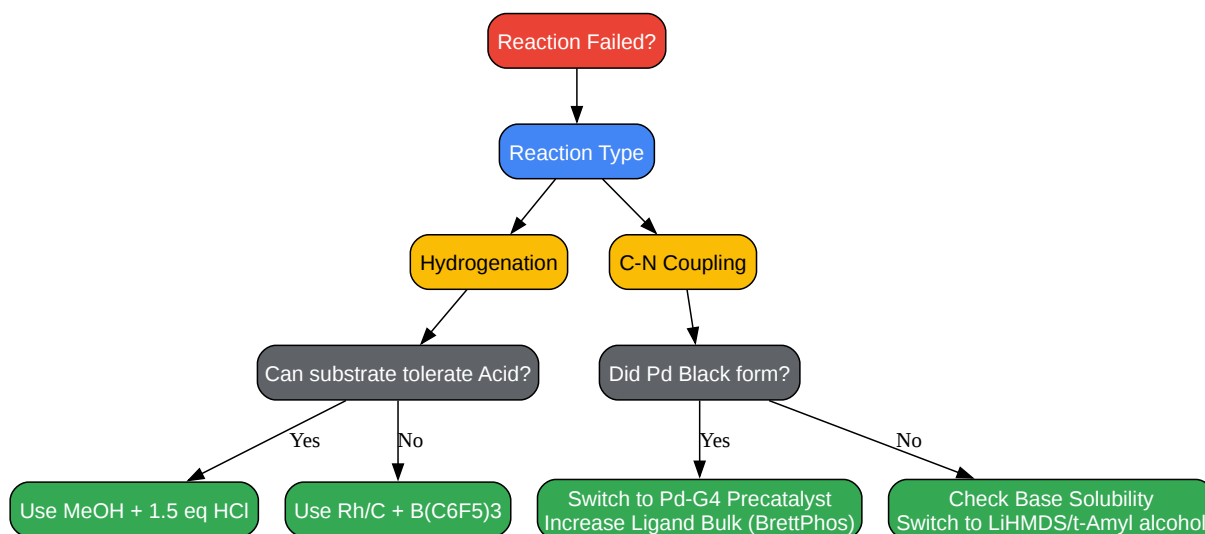 Reaction Failed?
Reaction Type
Hydrogenation
C-N Coupling
Can substrate tolerate Acid?
Did Pd Black form?
Yes
No
Yes
No
Use MeOH + 1.5 eq HCl
Use Rh/C + B(C6F5)3
Switch to Pd-G4 Precatalyst
Increase Ligand Bulk (BrettPhos)
Check Base Solubility
Switch to LiHMDS/t-Amyl alcohol